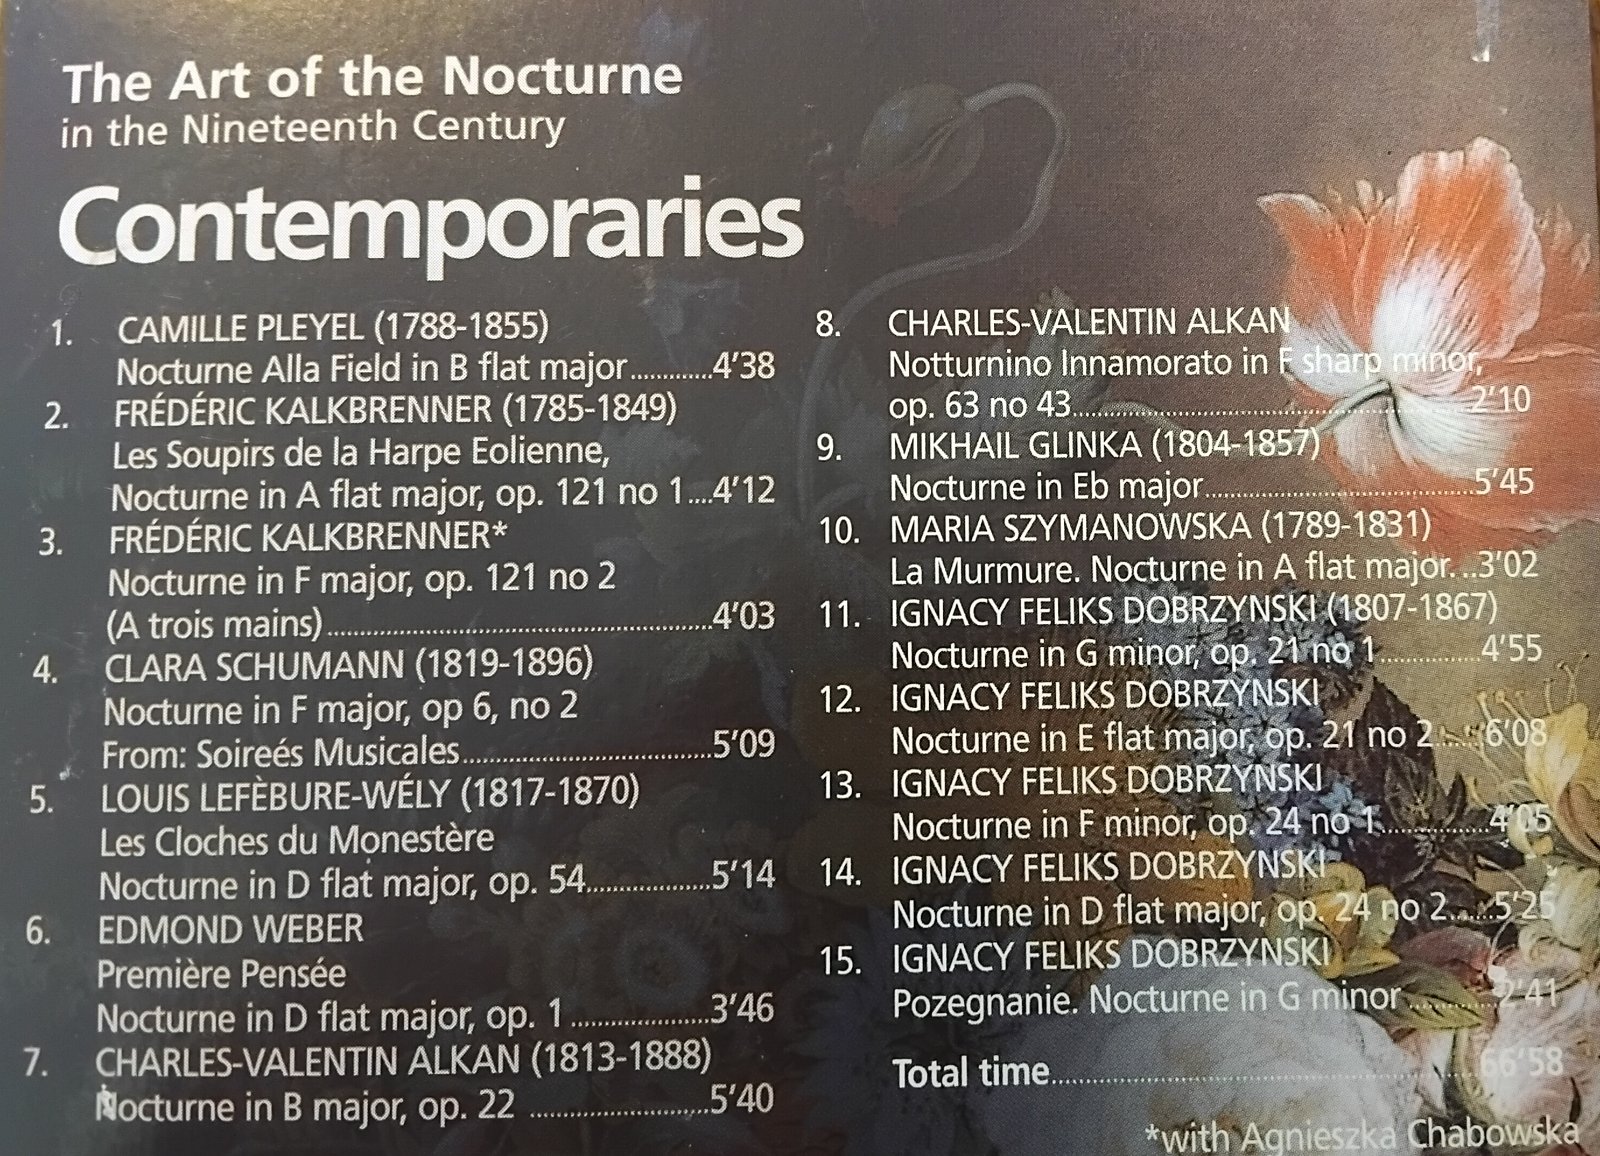 The Art of the Nocturne
in the Nineteenth Century
Contemporaries
1. CAMILLE PLEYEL (1788-1855)
Nocturne Alla Field in B flat major............4'38
2. FRÉDÉRIC KALKBRENNER (1785-1849)
Les Soupirs de la Harpe Eolienne,
Nocturne in A flat major, op. 121 no 1....4'12
3. FRÉDÉRIC KALKBRENNER*
Nocturne in F major, op. 121 no 2
(A trois mains)..........................................................4'03
4. CLARA SCHUMANN (1819-1896)
Nocturne in F major, op 6, no 2
From: Soireés Musicales.....................................5'09
5. LOUIS LEFÈBURE-WÉLY (1817-1870)
Les Cloches du Monestère
Nocturne in D flat major, op. 54..................5'14
6. EDMOND WEBER
Première Pensée
Nocturne in D flat major, op. 1.....................3'46
7. CHARLES-VALENTIN ALKAN (1813-1888)
Nocturne in B major, op. 22 ...........................5'40
8. CHARLES-VALENTIN ALKAN
Notturnino Innamorato in F sharp minor,
op. 63 no 43............................................................2'10
9. MIKHAIL GLINKA (1804-1857)
Nocturne in Eb major........................................5'45
10. MARIA SZYMANOWSKA (1789-1831)
La Murmure. Nocturne in A flat major....3'02
11. IGNACY FELIKS DOBRZYNSKI (1807-1867)
Nocturne in G minor, op. 21 no 1...............4'55
12. IGNACY FELIKS DOBRZYNSKI
Nocturne in E flat major, op. 21 no 2.......6'08
13. IGNACY FELIKS DOBRZYNSKI
Nocturne in F minor, op. 24 no 1................4'05
14. IGNACY FELIKS DOBRZYNSKI
Nocturne in D flat major, op. 24 no 2......5'25
15. IGNACY FELIKS DOBRZYNSKI
Pozegnanie. Nocturne in G minor.............2'41
Total time................................................................66'58
*with Agnieszka Chabowska